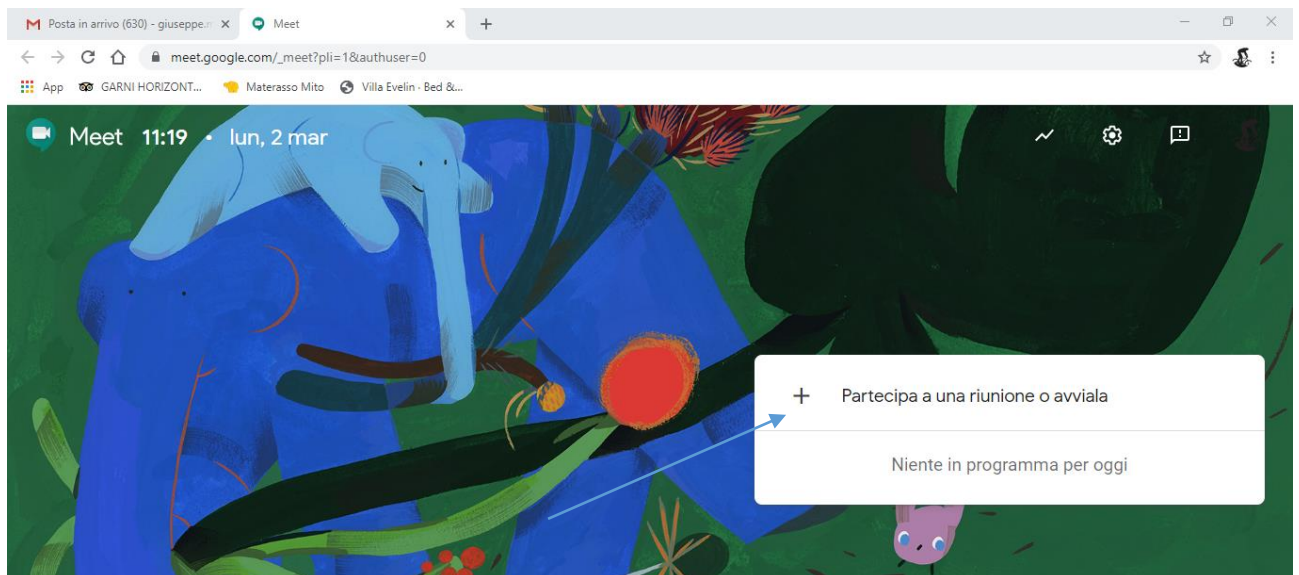 Posta in arrivo (630) - giuseppe.r
Meet
meet.google.com/_meet?pli=1&authuser=0
App GARNI HORIZONT... Materasso Mito Villa Evelin - Bed &...
Meet 11:19 • lun, 2 mar
Partecipa a una riunione o avviala
Niente in programma per oggi